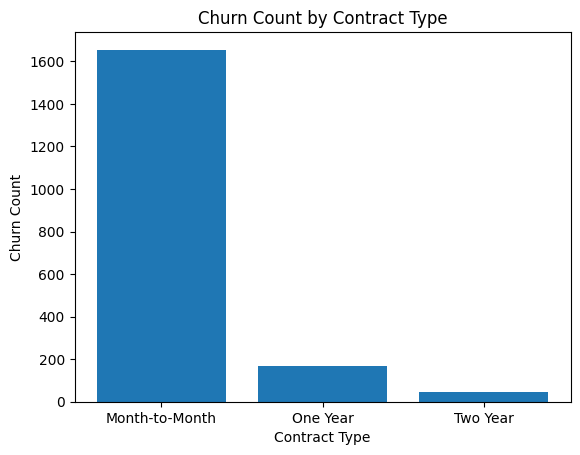 Churn Count by Contract Type
Churn Count
1600
1400
1200
1000
800
600
400
200
0
Month-to-Month
One Year
Two Year
Contract Type